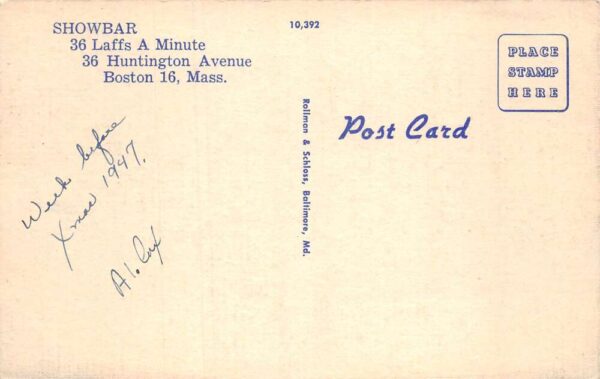 SHOWBAR
36 Laffs A Minute
36 Huntington Avenue
Boston 16, Mass.
10,392
PLACE
STAMP
HERE
Post Card
Rollman & Schloss, Baltimore, Md.
Week before
Xmas 1947.
Al. Cox